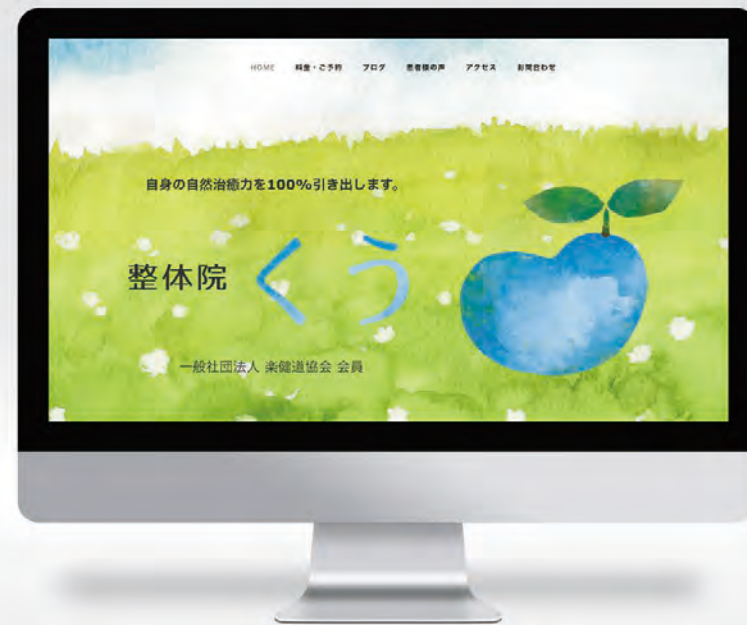 HOME 料金・ご予約 ブログ 患者様の声 アクセス お問合わせ
自身の自然治癒力を100%引き出します。
整体院 くう
一般社団法人 楽健道協会 会員